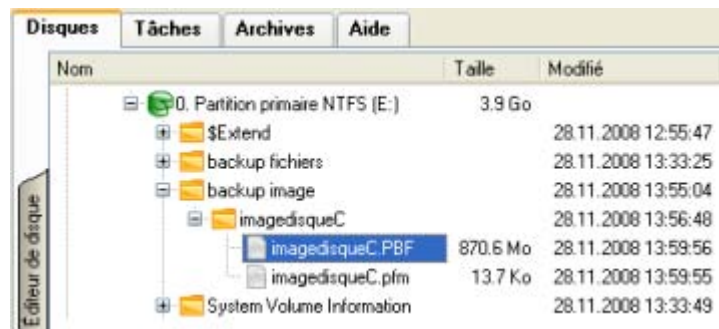 Disques Tâches Archives Aide
Nom Taille Modifié
0. Partition primaire NTFS (E:) 3.9 Go
$Extend 28.11.2008 12:55:47
backup fichiers 28.11.2008 13:33:25
backup image 28.11.2008 13:55:04
imagedisqueC 28.11.2008 13:56:48
imagedisqueC.PBF 870.6 Mo 28.11.2008 13:59:56
imagedisqueC.pfm 13.7 Ko 28.11.2008 13:59:55
System Volume Information 28.11.2008 13:33:49
Éditeur de disque